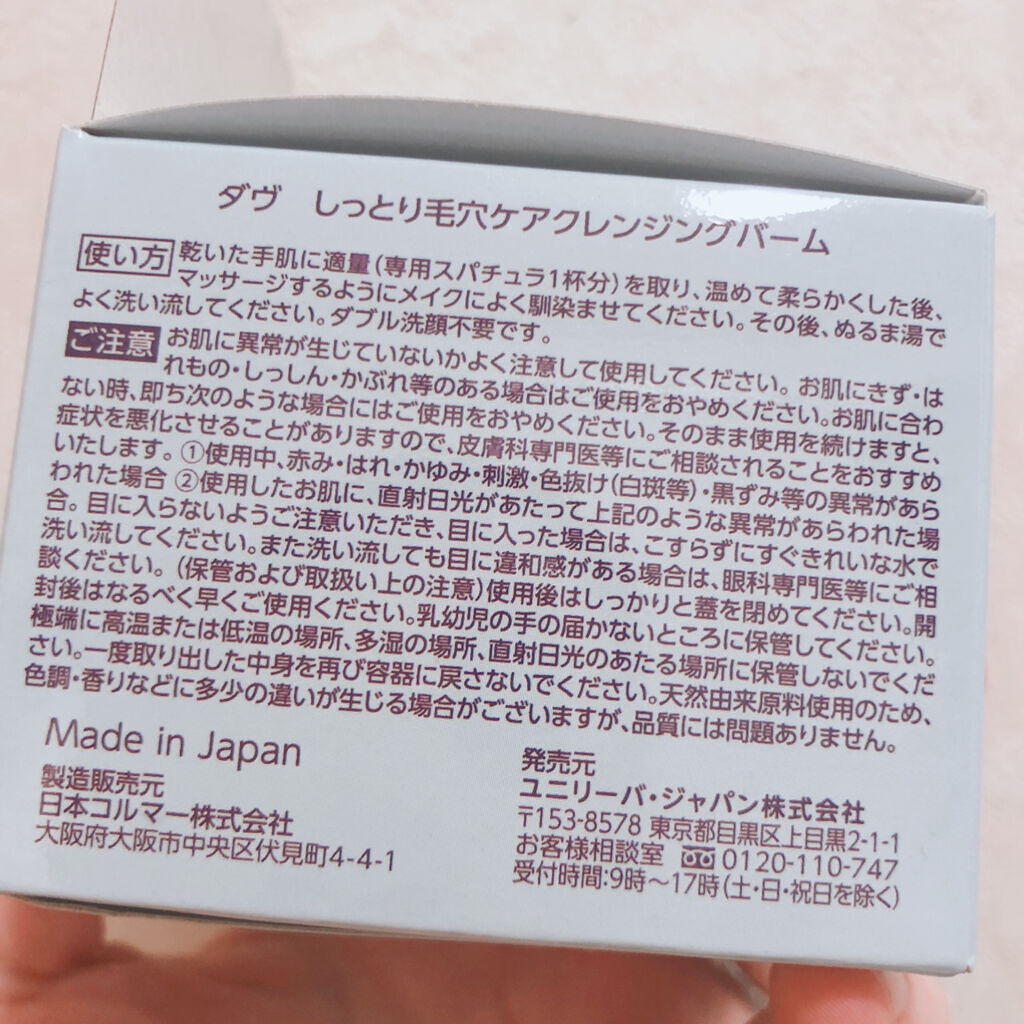 ダヴ しっとり毛穴ケアクレンジングバーム
使い方 乾いた手肌に適量(専用スパチュラ1杯分)を取り、温めて柔らかくした後、
マッサージするようにメイクによく馴染ませてください。その後、ぬるま湯で
よく洗い流してください。ダブル洗顔不要です。
ご注意 お肌に異常が生じていないかよく注意して使用してください。お肌にきず・は
れもの・しっしん・かぶれ等のある場合はご使用をおやめください。お肌に合わ
ない時、即ち次のような場合にはご使用をおやめください。そのまま使用を続けますと、
症状を悪化させることがありますので、皮膚科専門医等にご相談されることをおすすめ
いたします。①使用中、赤み・はれ・かゆみ・刺激・色抜け(白斑等)・黒ずみ等の異常があら
われた場合 ②使用したお肌に、直射日光があたって上記のような異常があらわれた場
合。目に入らないようご注意いただき、目に入った場合は、こすらずにすぐきれいな水で
洗い流してください。また洗い流しても目に違和感がある場合は、眼科専門医等にご相
談ください。(保管および取扱い上の注意)使用後はしっかりと蓋を閉めてください。開
封後はなるべく早くご使用ください。乳幼児の手の届かないところに保管してください。
極端に高温または低温の場所、多湿の場所、直射日光のあたる場所に保管しないでくだ
さい。一度取り出した中身を再び容器に戻さないでください。天然由来原料使用のため、
色調・香りなどに多少の違いが生じる場合がございますが、品質には問題ありません。
Made in Japan
製造販売元
日本コルマー株式会社
大阪府大阪市中央区伏見町4-4-1
発売元
ユニリーバ・ジャパン株式会社
〒153-8578 東京都目黒区上目黒2-1-1
お客様相談室 0120-110-747
受付時間:9時〜17時(土・日・祝日を除く)